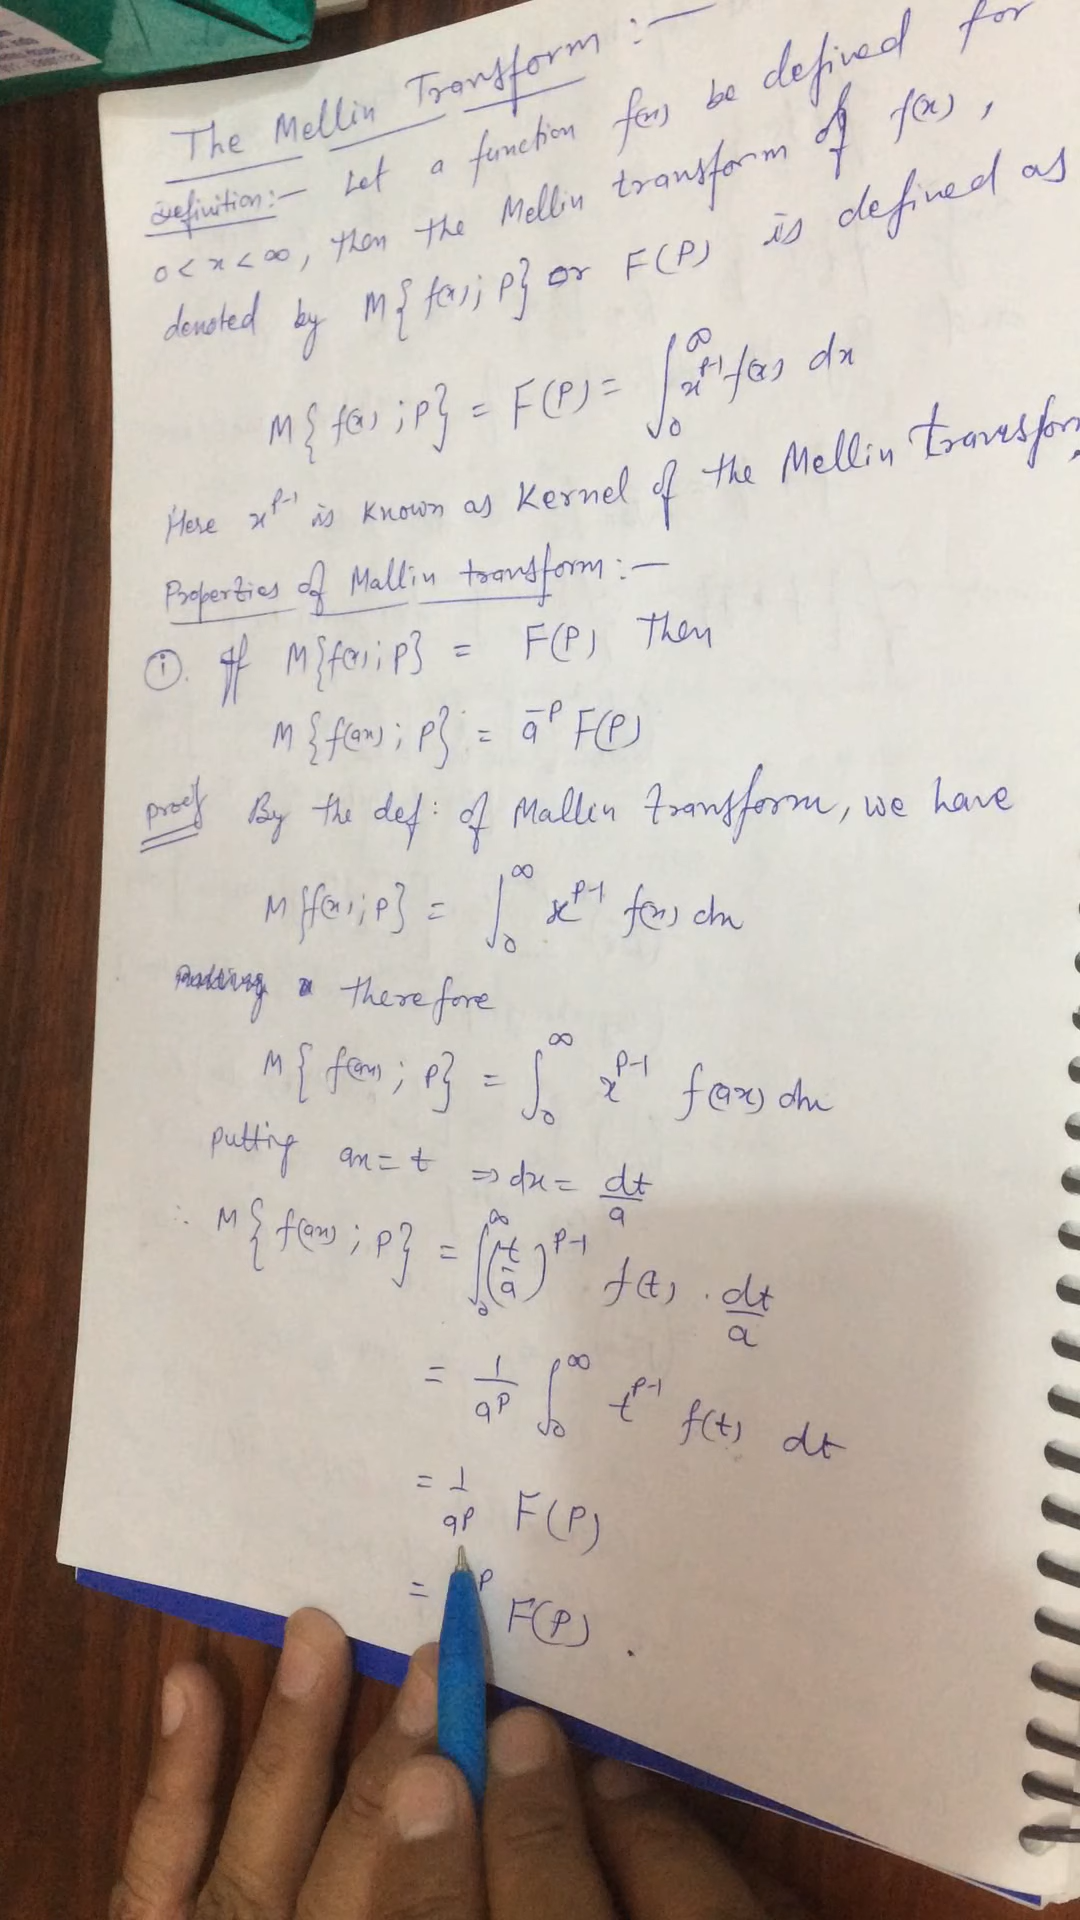 The Mellin Transform :-
Definition:- Let a function f(x) be defined for
0 < x < ∞, then the Mellin transform of f(x),
denoted by M{f(x); P} or F(P) is defined as
M{f(x); P} = F(P) = ∫₀^∞ x^{P-1} f(x) dx
Here x^{P-1} is known as Kernel of the Mellin transform,
Properties of Mallin transform :-
(i). If M{f(x); P} = F(P) Then
M{f(ax); P} = a^{-P} F(P)
proof By the def: of Mallin transform, we have
M{f(x); P} = ∫₀^∞ x^{P-1} f(x) dx
therefore
M{f(ax); P} = ∫₀^∞ x^{P-1} f(ax) dx
putting ax = t ⇒ dx = dt/a
∴ M{f(ax); P} = ∫₀^∞ (t/a)^{P-1} f(t) . dt/a
= 1/a^P ∫₀^∞ t^{P-1} f(t) dt
= 1/a^P F(P)
= P F(P).